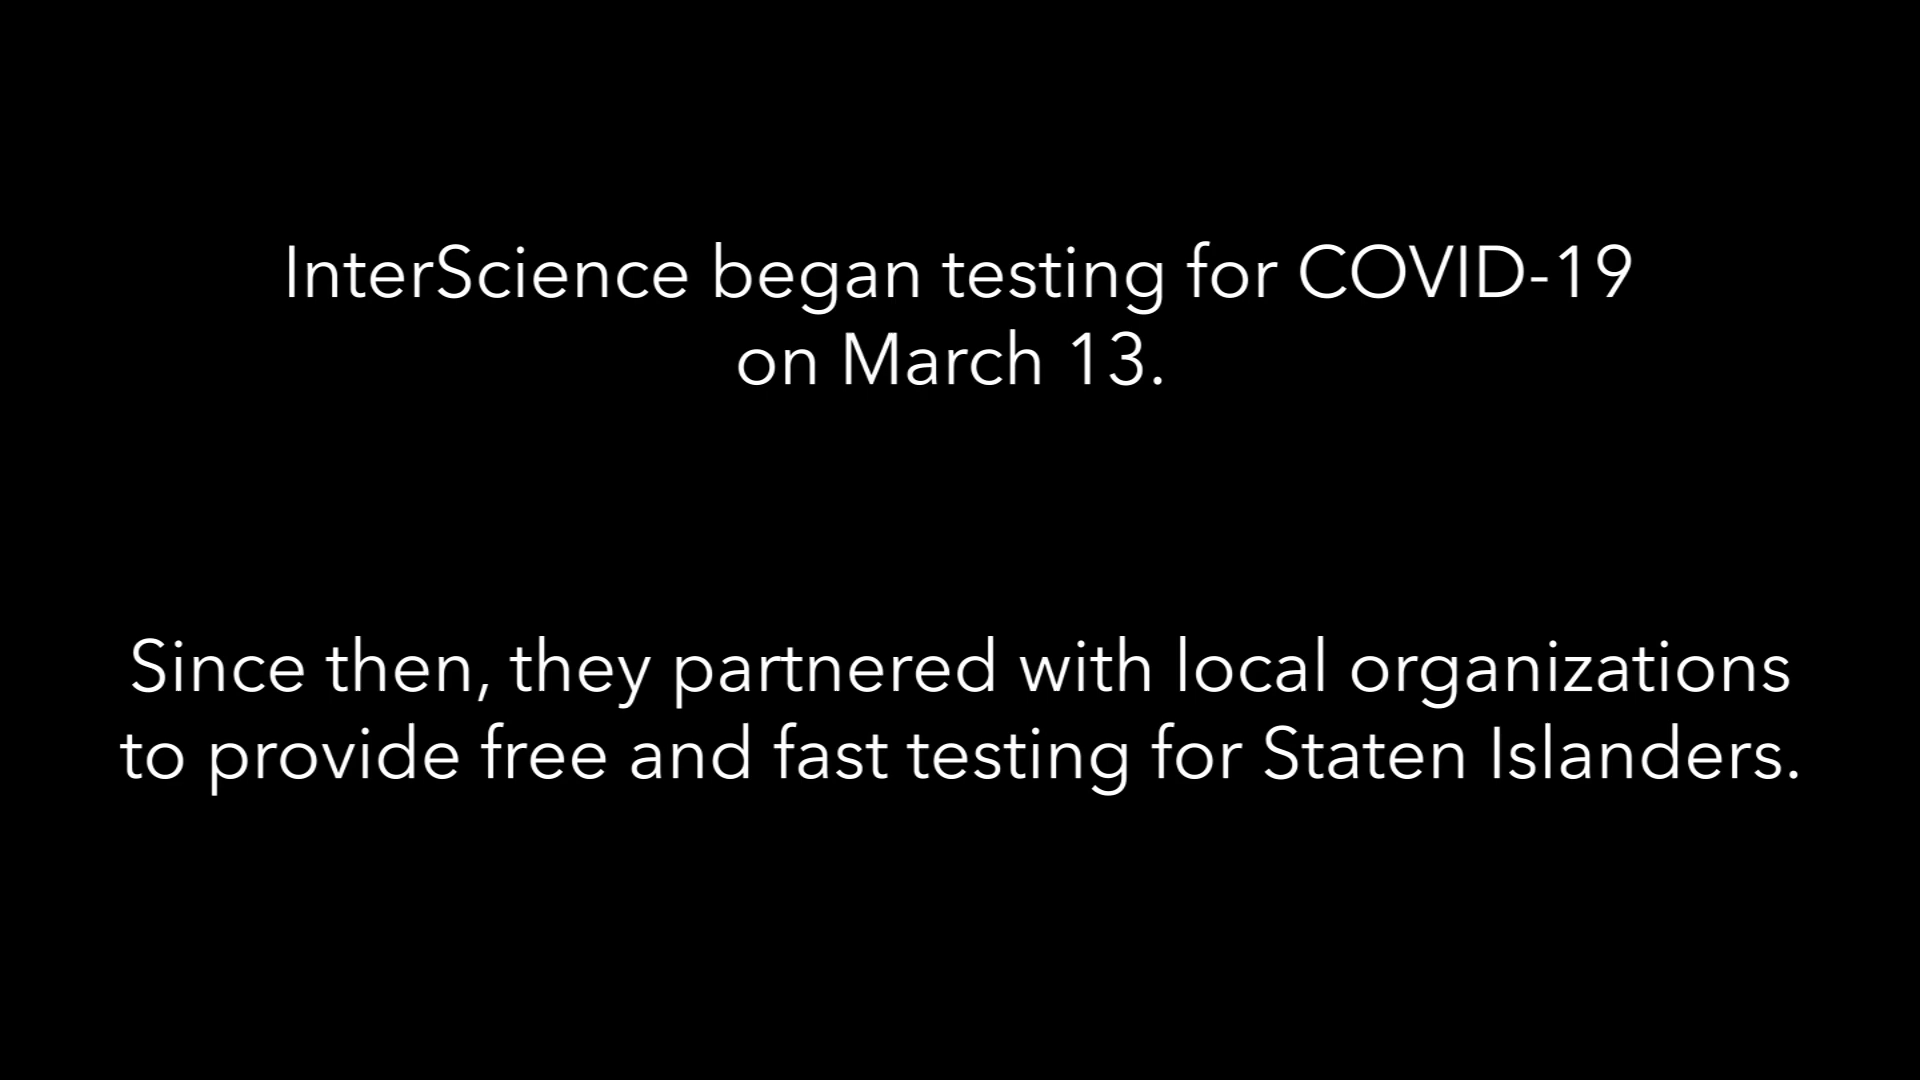 InterScience began testing for COVID-19
on March 13.
Since then, they partnered with local organizations
to provide free and fast testing for Staten Islanders.